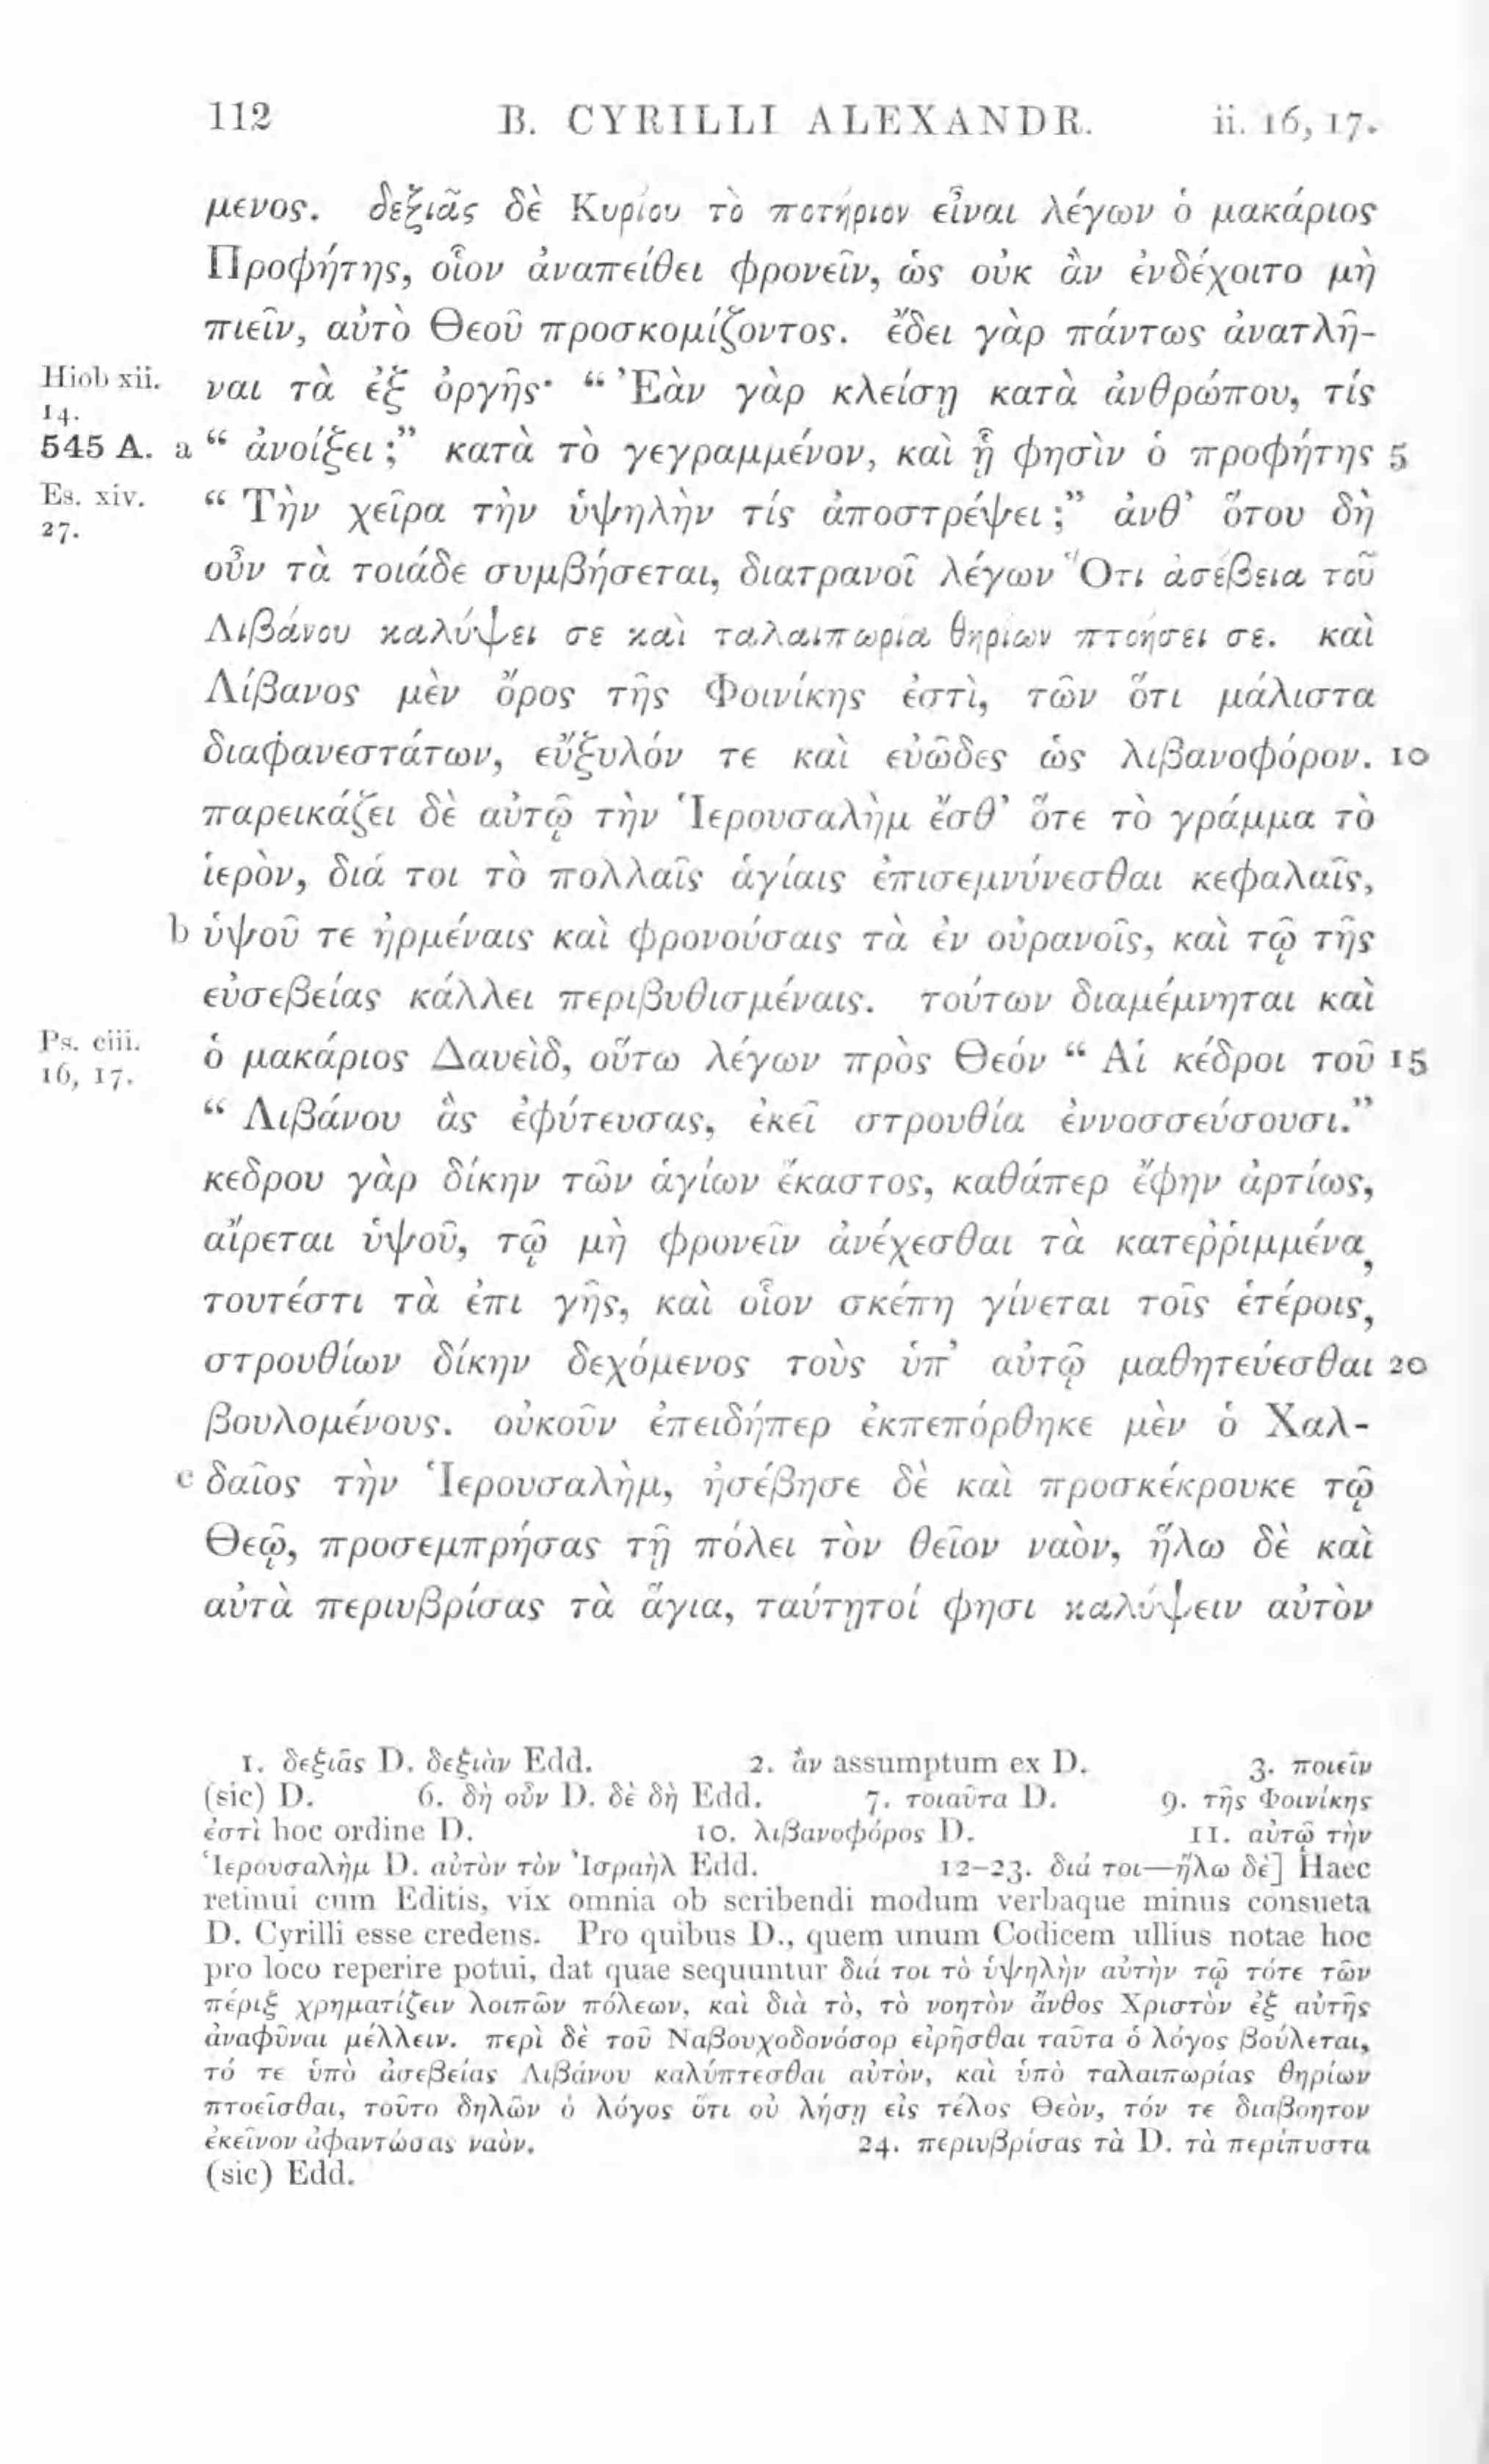 112 B. CYRILLI ALEXANDR. ii. 16, 17.
μενος. δεξιᾶς δὲ Κυρίου τὸ ποτήριον εἶναι λέγων ὁ μακάριος
Προφήτης, οἷον ἀναπείθει φρονεῖν, ὡς οὐκ ἂν ἐνδέχοιτο μὴ
πιεῖν, αὐτὸ Θεοῦ προσκομίζοντος. ἔδει γὰρ πάντως ἀνατλῆ-
Hiob xii. 14. ναι τὰ ἐξ ὀργῆς· “ Ἐὰν γὰρ κλείσῃ κατὰ ἀνθρώπου, τίς
545 A. a “ ἀνοίξει ;” κατὰ τὸ γεγραμμένον, καὶ ᾗ φησὶν ὁ προφήτης 5
Es. xiv. 27. “ Τὴν χεῖρα τὴν ὑψηλὴν τίς ἀποστρέψει ;” ἀνθ’ ὅτου δὴ
οὖν τὰ τοιάδε συμβήσεται, διατρανοῖ λέγων Ὅτι ἀσέβεια τοῦ
Λιβάνου καλύψει σε καὶ ταλαιπωρία θηρίων πτοήσει σε. καὶ
Λίβανος μὲν ὄρος τῆς Φοινίκης ἐστὶ, τῶν ὅτι μάλιστα
διαφανεστάτων, εὔξυλόν τε καὶ εὐῶδες ὡς λιβανοφόρον. 10
παρεικάζει δὲ αὐτῷ τὴν Ἱερουσαλὴμ ἔσθ’ ὅτε τὸ γράμμα τὸ
ἱερὸν, διά τοι τὸ πολλαῖς ἁγίαις ἐπισεμνύνεσθαι κεφαλαῖς,
b ὑψοῦ τε ἠρμέναις καὶ φρονούσαις τὰ ἐν οὐρανοῖς, καὶ τῷ τῆς
εὐσεβείας κάλλει περιβυθισμέναις. τούτων διαμέμνηται καὶ
Ps. ciii. 16, 17. ὁ μακάριος Δαυεὶδ, οὕτω λέγων πρὸς Θεόν “ Αἱ κέδροι τοῦ 15
“ Λιβάνου ἃς ἐφύτευσας, ἐκεῖ στρουθία ἐννοσσεύσουσι.”
κεδρου γὰρ δίκην τῶν ἁγίων ἕκαστος, καθάπερ ἔφην ἀρτίως,
αἴρεται ὑψοῦ, τῷ μὴ φρονεῖν ἀνέχεσθαι τὰ κατεῤῥιμμένα,
τουτέστι τὰ ἐπι γῆς, καὶ οἷον σκέπη γίνεται τοῖς ἑτέροις,
στρουθίων δίκην δεχόμενος τοὺς ὑπ’ αὐτῷ μαθητεύεσθαι 20
βουλομένους. οὐκοῦν ἐπειδήπερ ἐκπεπόρθηκε μὲν ὁ Χαλ-
c δαῖος τὴν Ἱερουσαλὴμ, ἠσέβησε δὲ καὶ προσκέκρουκε τῷ
Θεῷ, προσεμπρήσας τῇ πόλει τὸν θεῖον ναὸν, ἥλω δὲ καὶ
αὐτὰ περιυβρίσας τὰ ἅγια, ταύτῃτοί φησι καλύψειν αὐτὸν
1. δεξιᾶς D. δεξιὰν Edd. 2. ἂν assumptum ex D. 3. ποιεῖν
(sic) D. 6. δὴ οὖν D. δὲ δὴ Edd. 7. τοιαῦτα D. 9. τῆς Φοινίκης
ἐστὶ hoc ordine D. 10. λιβανοφόρος D. 11. αὐτῷ τὴν
Ἱερουσαλὴμ D. αὐτὸν τὸν Ἰσραὴλ Edd. 12–23. διά τοι—ἥλω δὲ] Haec
retinui cum Editis, vix omnia ob scribendi modum verbaque minus consueta
D. Cyrilli esse credens. Pro quibus D., quem unum Codicem ullius notae hoc
pro loco reperire potui, dat quae sequuntur διά τοι τὸ ὑψηλὴν αὐτὴν τῷ τότε τῶν
πέριξ χρηματίζειν λοιπῶν πόλεων, καὶ διὰ τὸ, τὸ νοητὸν ἄνθος Χριστὸν ἐξ αὐτῆς
ἀναφῦναι μέλλειν. περὶ δὲ τοῦ Ναβουχοδονόσορ εἰρῆσθαι ταῦτα ὁ λόγος βούλεται,
τό τε ὑπὸ ἀσεβείας Λιβάνου καλύπτεσθαι αὐτὸν, καὶ ὑπὸ ταλαιπωρίας θηρίων
πτοεῖσθαι, τοῦτο δηλῶν ὁ λόγος ὅτι οὐ λήσῃ εἰς τέλος Θεὸν, τόν τε διαβοητον
ἐκεῖνον ἀφαντώσας ναὸν. 24. περιυβρίσας τὰ D. τὰ περίπυστα
(sic) Edd.